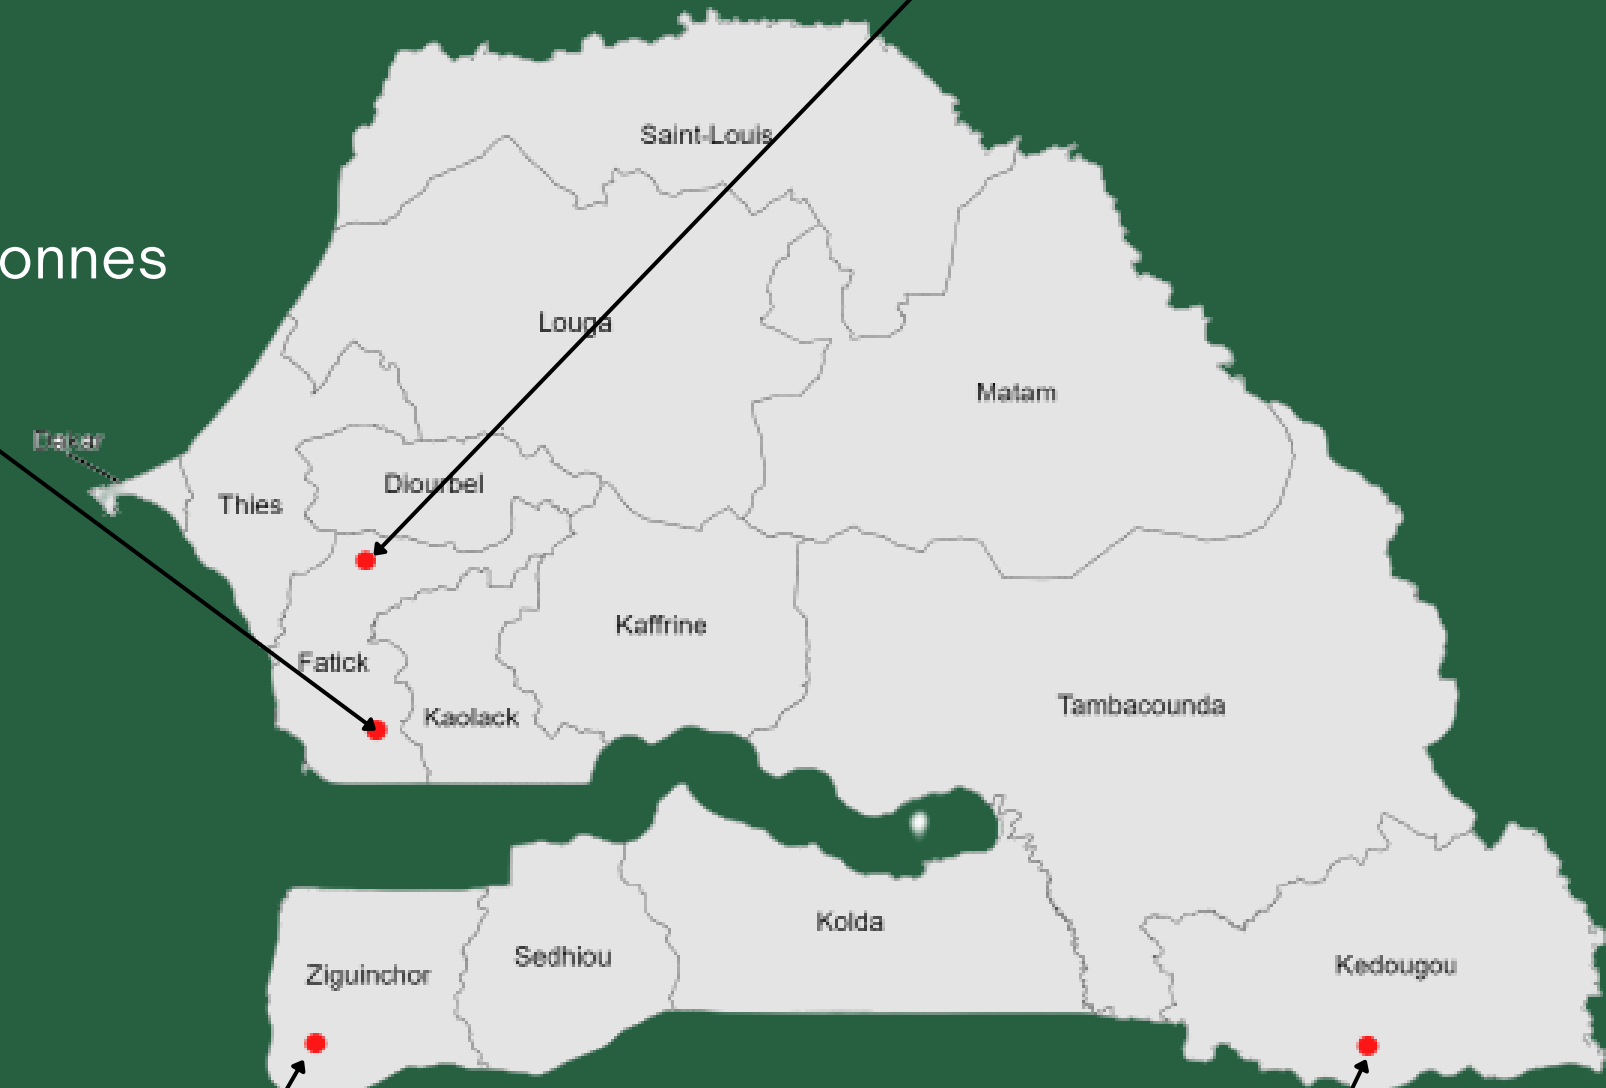 Saint-Louis
onnes
Louga
Matam
Dakar
Diourbel
Thies
Kaffrine
Fatick
Tambacounda
Kaolack
Kolda
Sedhiou
Kedougou
Ziguinchor